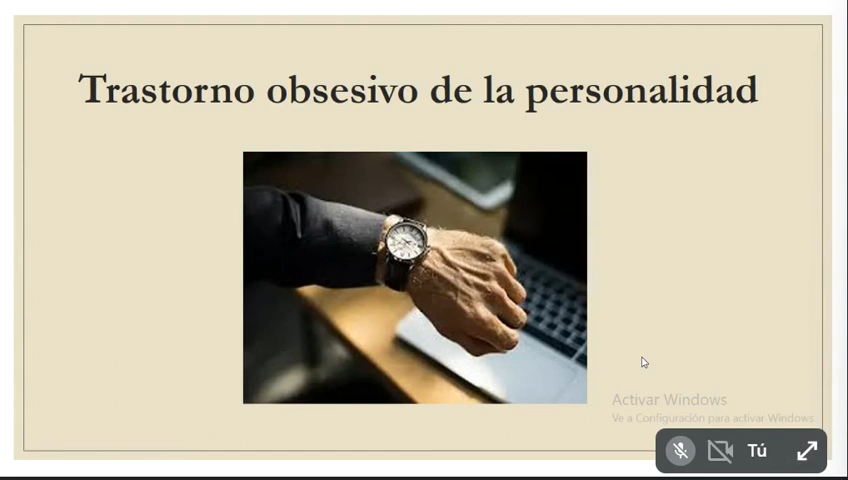 Trastorno obsesivo de la personalidad
Activar Windows
Ve a Configuración para activar Windows
Tú